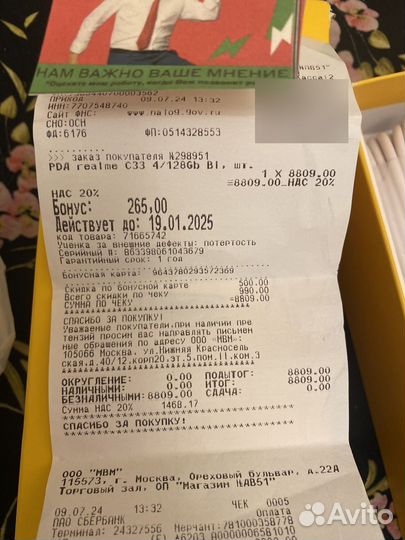 НАМ ВАЖНО ВАШЕ МНЕНИЕ
ПРИХОД 09.07.24 13:32
ИНН:7707548740
Сайт ФНС: www.nalog.gov.ru
СНО:ОСН
ФД:6176 ФП:0514328553
>>> заказ покупателя №298951
PDA realme C33 4/128Gb Bl, шт.
1 X 8809.00
=8809.00 НДС 20%
НДС 20%
Бонус: 265.00
Действует до: 19.01.2025
код товара: 71665742
Уценка за внешние дефекты: потертость
Серийный #: 863398061043679
Гарантийный срок: 1 год
Бонусная карта: 9643780293572369
Скидка по бонусной карте 500.00
Всего скидки по чеку 990.00
СУММА ПО ЧЕКУ =8809.00
СПАСИБО ЗА ПОКУПКУ!
Уважаемые покупатели,при наличии пре
тензий просим Вас направлять письмен
ные обращения по адресу ООО «МВМ»:
105066 Москва, ул.Нижняя Красносель
ская,д.40/12,корп20,эт.5,пом.II,ком.3
ОКРУГЛЕНИЕ: 0.00 ПОДЫТОГ: 8809.00
НАЛИЧНЫМИ: 0.00 ИТОГ: 8809.00
БЕЗНАЛИЧНЫМИ: 8809.00 СДАЧА: 0.00
Сумма НДС 20% 1468.17
СПАСИБО ЗА ПОКУПКУ!
ООО "МВМ"
115573, г. Москва, Ореховый бульвар, д.22А
Торговый зал, ОП "Магазин №АВ51"
09.07.24 13:32 ЧЕК 0005
ПАО СБЕРБАНК Оплата
Терминал: 24327556 Мерчант:781000358778
Avito